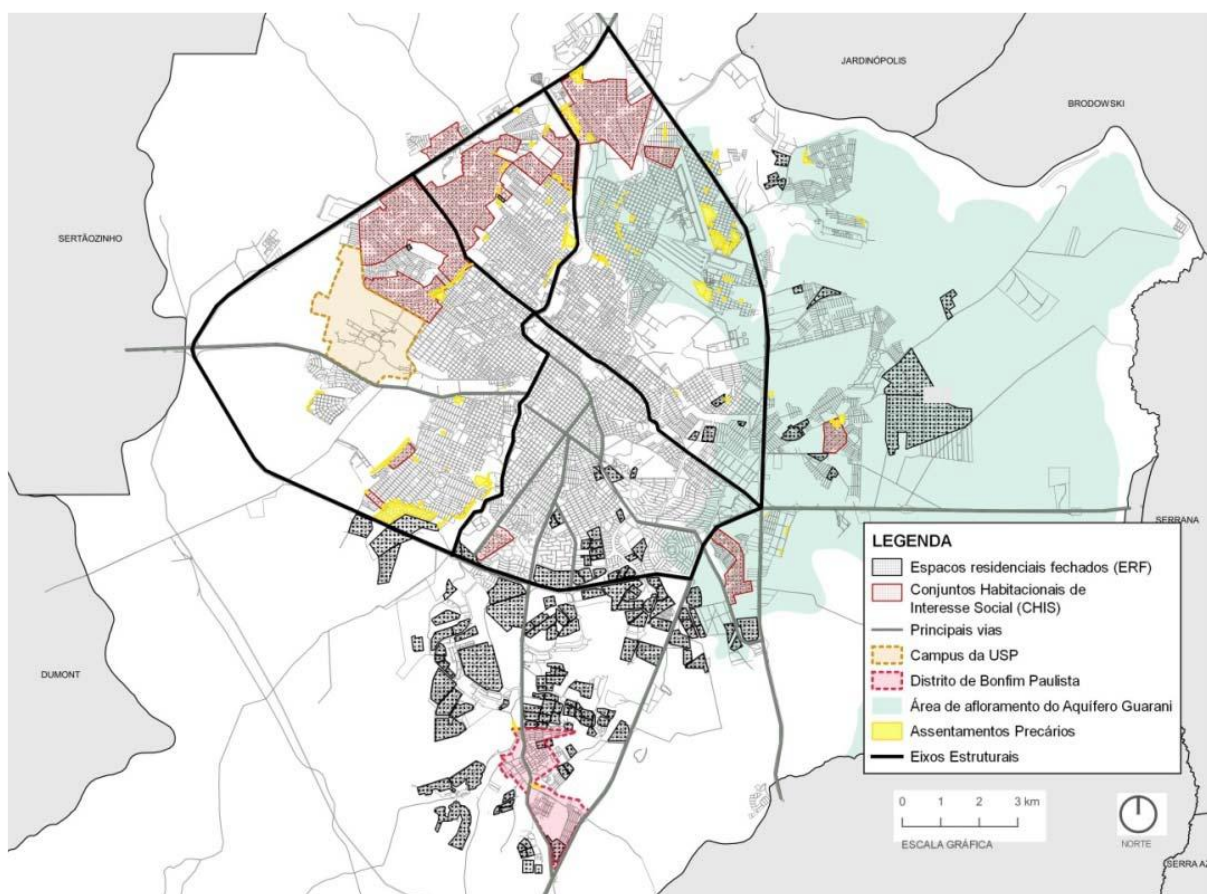 JARDINÓPOLIS
BRODOWSKI
SERTÃOZINHO
SERRANA
DUMONT
LEGENDA
Espacos residenciais fechados (ERF)
Conjuntos Habitacionais de
Interesse Social (CHIS)
Principais vias
Campus da USP
Distrito de Bonfim Paulista
Área de afloramento do Aquífero Guarani
Assentamentos Precários
Eixos Estruturais
0 1 2 3 km
ESCALA GRÁFICA
NORTE
SERRA AZ